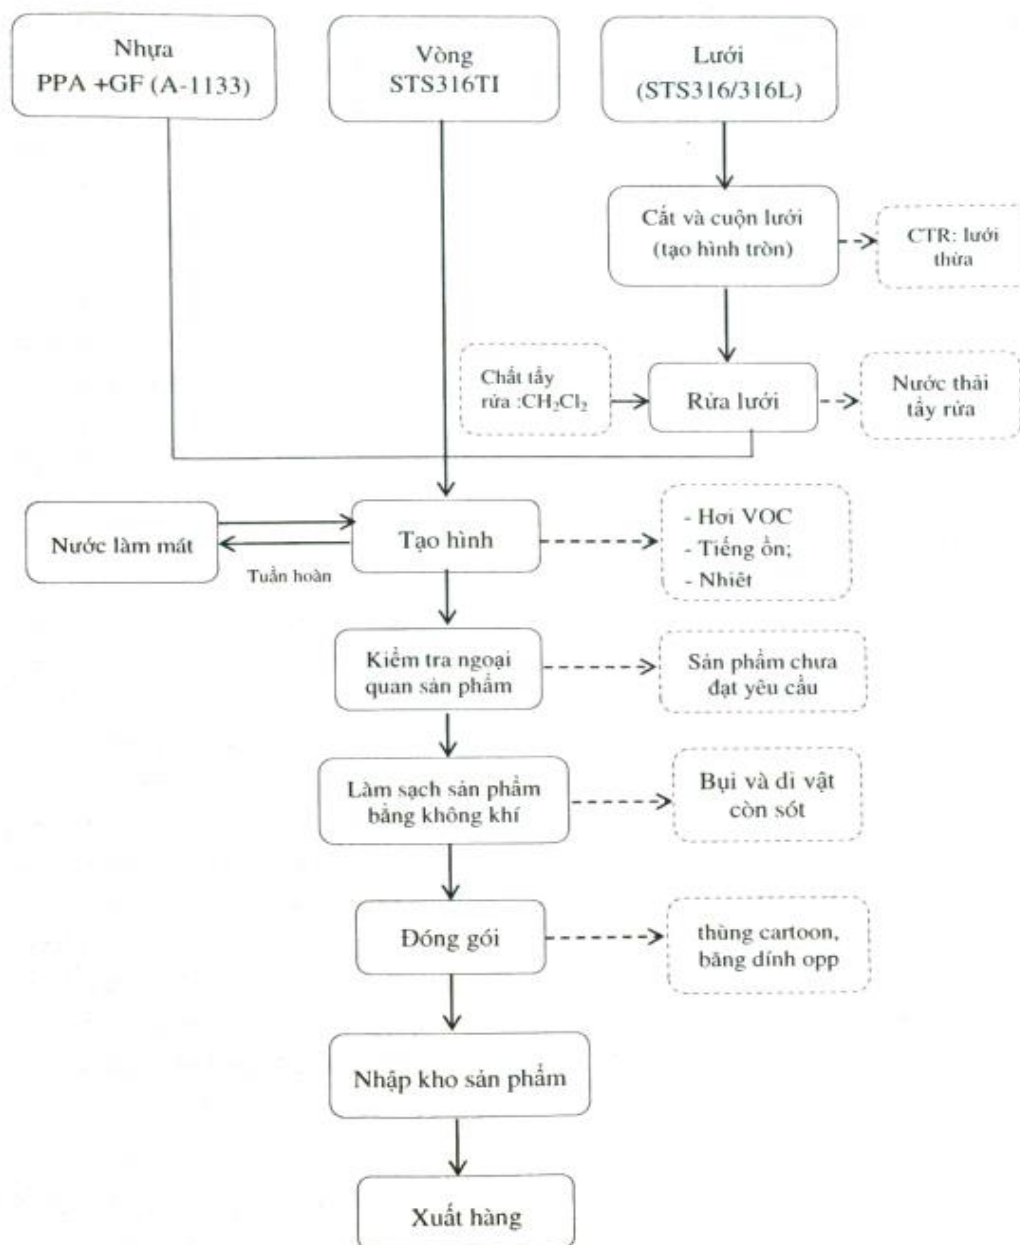 Nhựa
PPA +GF (A-1133)
Vòng
STS316TI
Lưới
(STS316/316L)
Cắt và cuộn lưới
(tạo hình tròn)
CTR: lưới
thừa
Chất tẩy
rửa :CH₂Cl₂
Rửa lưới
Nước thải
tẩy rửa
Nước làm mát
Tuần hoàn
Tạo hình
- Hơi VOC
- Tiếng ồn;
- Nhiêt
Kiểm tra ngoại
quan sản phẩm
Sản phẩm chưa
đạt yêu cầu
Làm sạch sản phẩm
bằng không khí
Bụi và di vật
còn sót
Đóng gói
thùng cartoon,
băng dính opp
Nhập kho sản phẩm
Xuất hàng